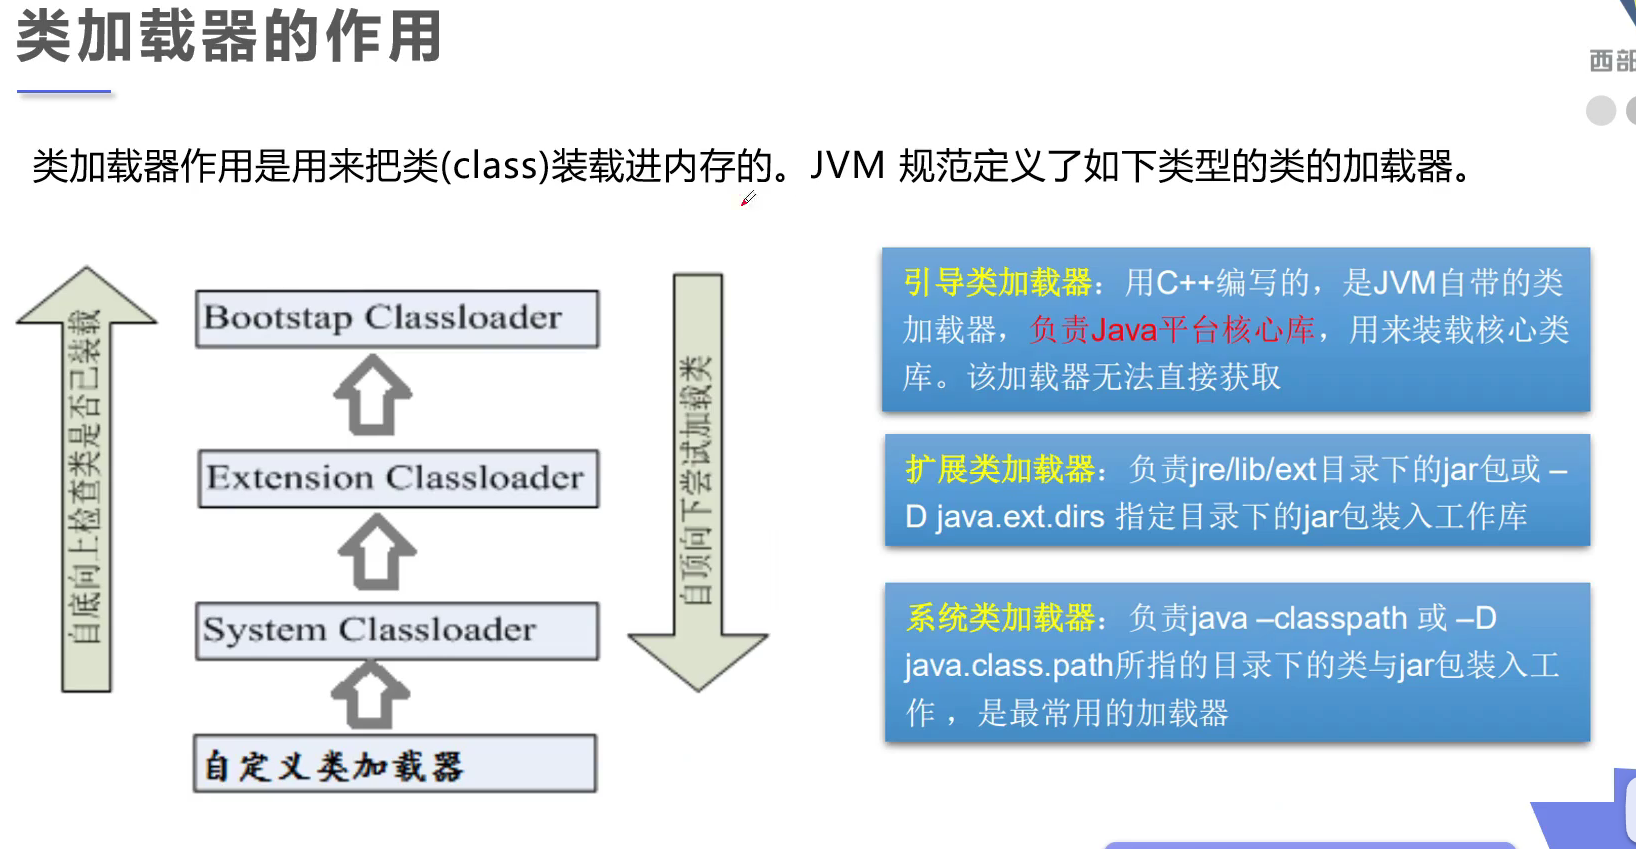 类加载器的作用
西部
类加载器作用是用来把类(class)装载进内存的。JVM 规范定义了如下类型的类的加载器。
自底向上检查类是否已装载
Bootstap Classloader
Extension Classloader
System Classloader
自定义类加载器
自顶向下尝试加载类
引导类加载器：用C++编写的，是JVM自带的类
加载器，负责Java平台核心库，用来装载核心类
库。该加载器无法直接获取
扩展类加载器：负责jre/lib/ext目录下的jar包或 –
D java.ext.dirs 指定目录下的jar包装入工作库
系统类加载器：负责java –classpath 或 –D
java.class.path所指的目录下的类与jar包装入工
作 ，是最常用的加载器